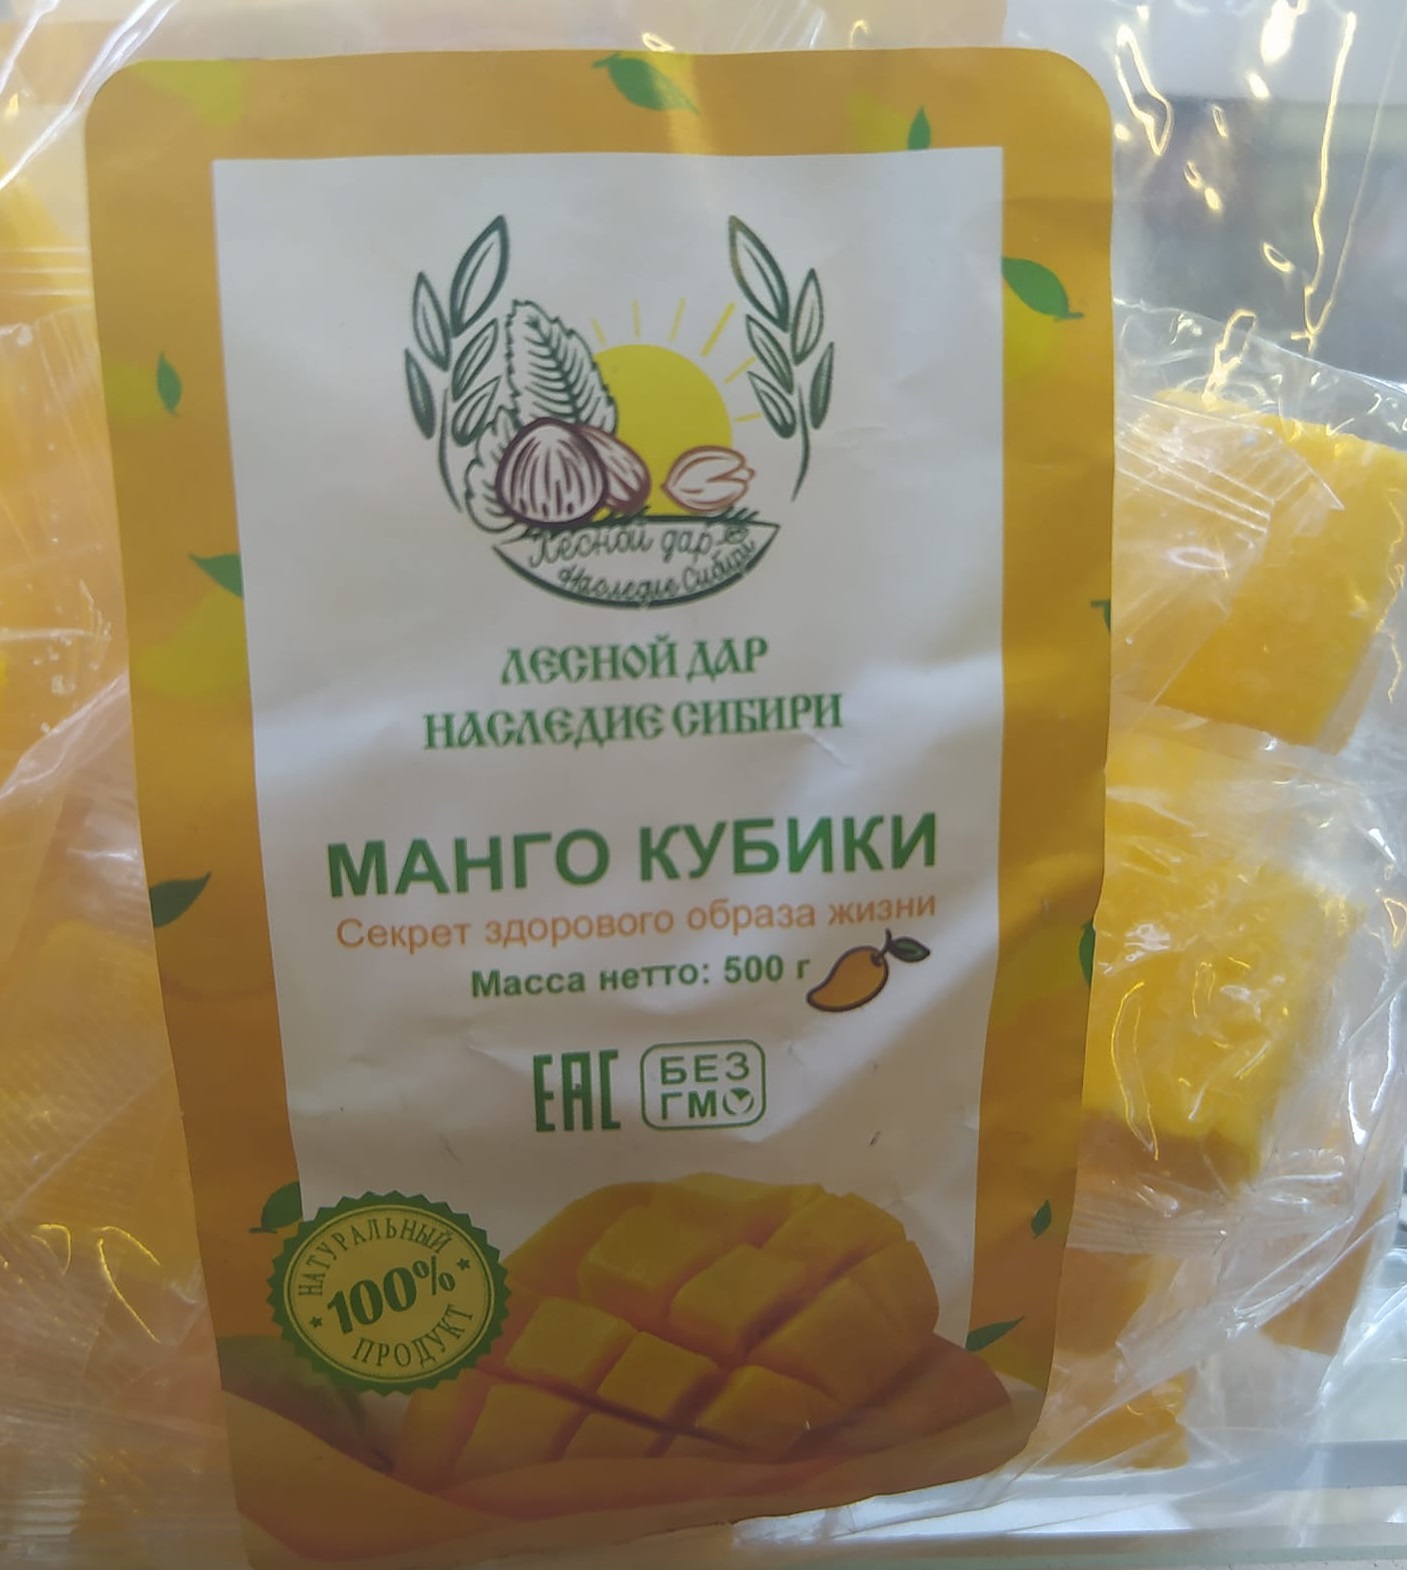 Лесной дар
Наследие Сибири
ЛЕСНОЙ ДАР
НАСЛЕДИЕ СИБИРИ
МАНГО КУБИКИ
Секрет здорового образа жизни
Масса нетто: 500 г
ЕАС
БЕЗ
ГМО
НАТУРАЛЬНЫЙ
100%
ПРОДУКТ